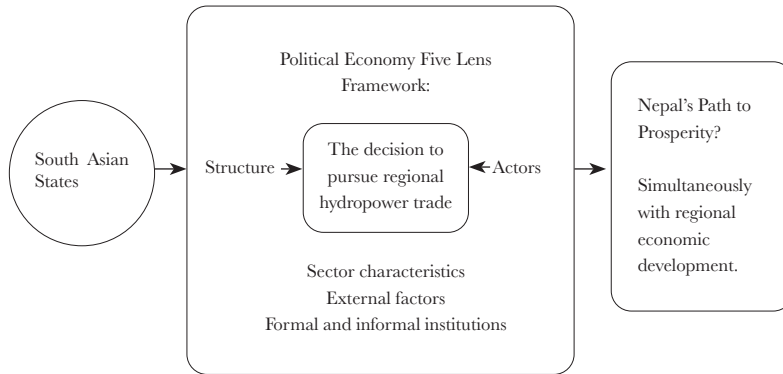 South Asian
States
Political Economy Five Lens
Framework:
Structure
The decision to
pursue regional
hydropower trade
Actors
Sector characteristics
External factors
Formal and informal institutions
Nepal's Path to
Prosperity?
Simultaneously
with regional
economic
development.